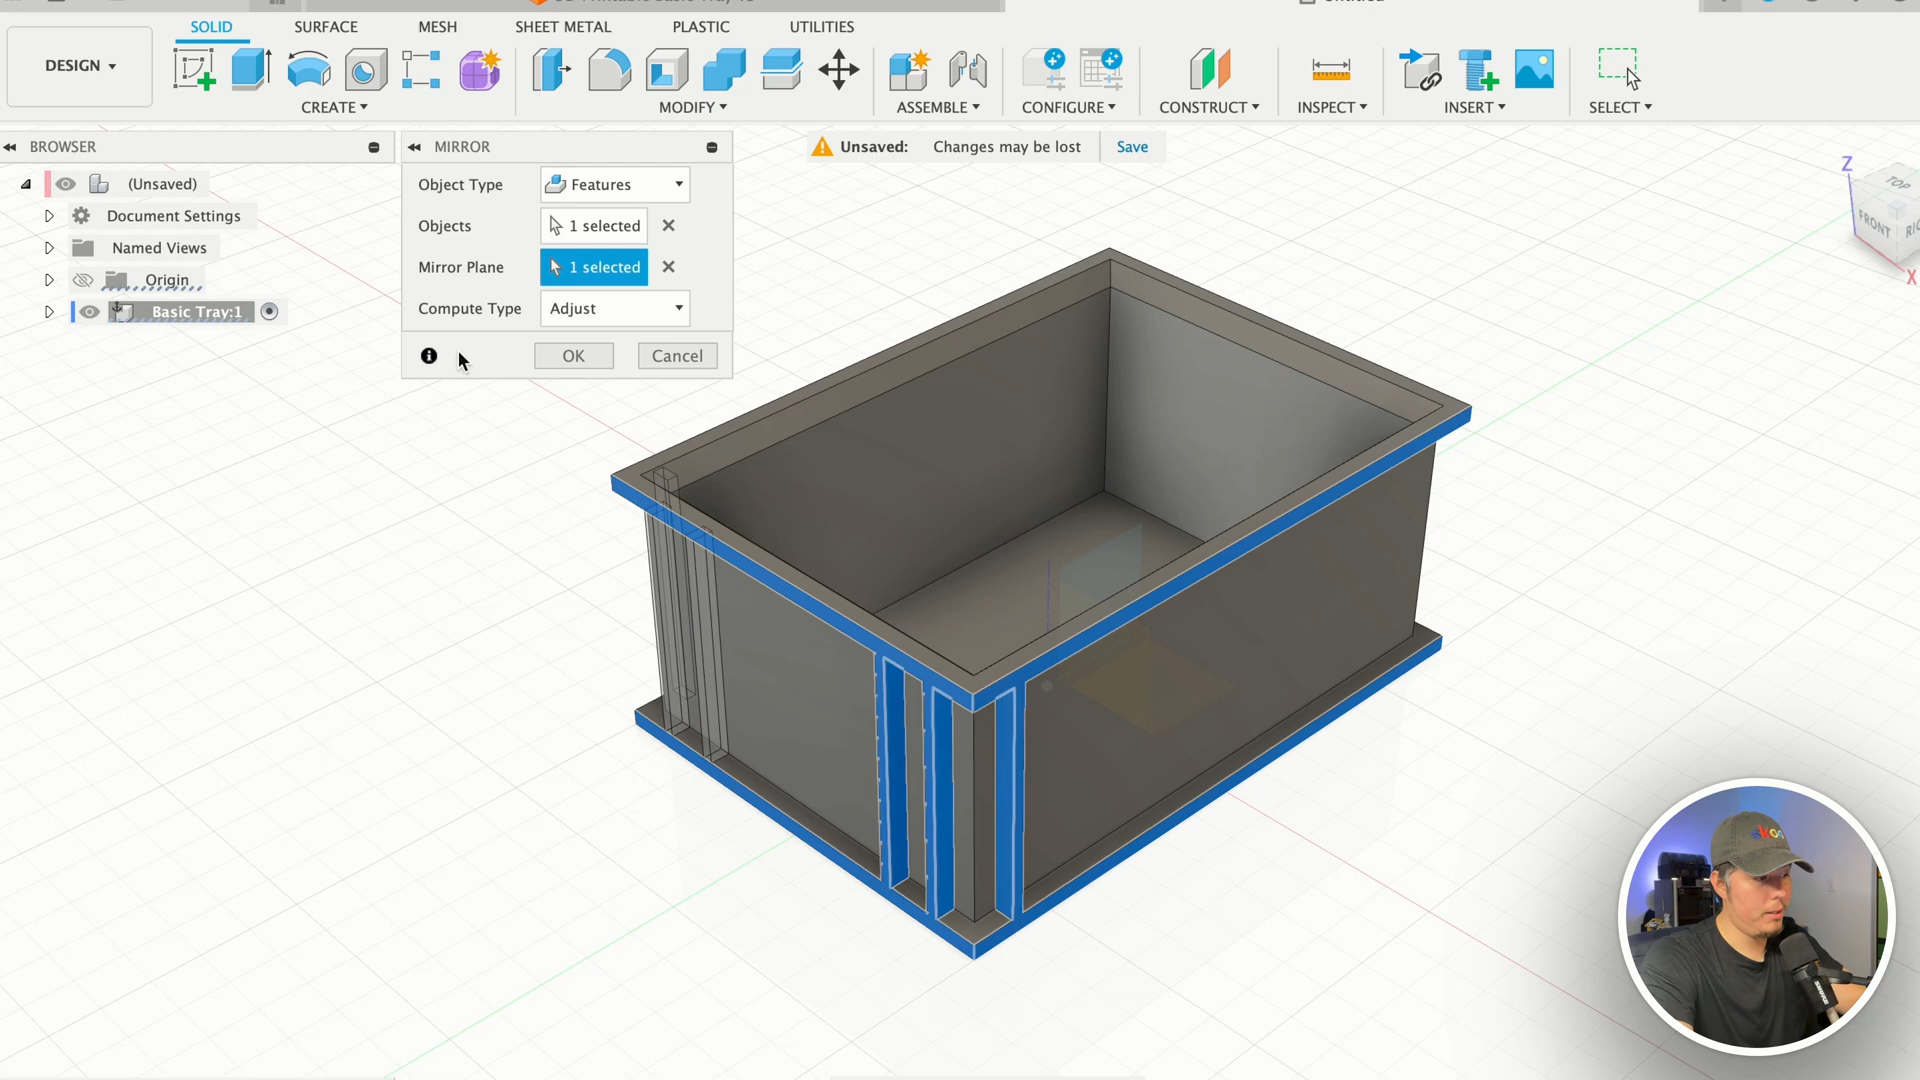 SOLID
SURFACE
MESH
SHEET METAL
PLASTIC
UTILITIES
DESIGN
CREATE
MODIFY
ASSEMBLE
CONFIGURE
CONSTRUCT
INSPECT
INSERT
SELECT
BROWSER
MIRROR
Unsaved: Changes may be lost Save
(Unsaved)
Document Settings
Named Views
Origin
Basic Tray:1
Object Type Features
Objects 1 selected
Mirror Plane 1 selected
Compute Type Adjust
OK Cancel
Z
TOP
FRONT
X